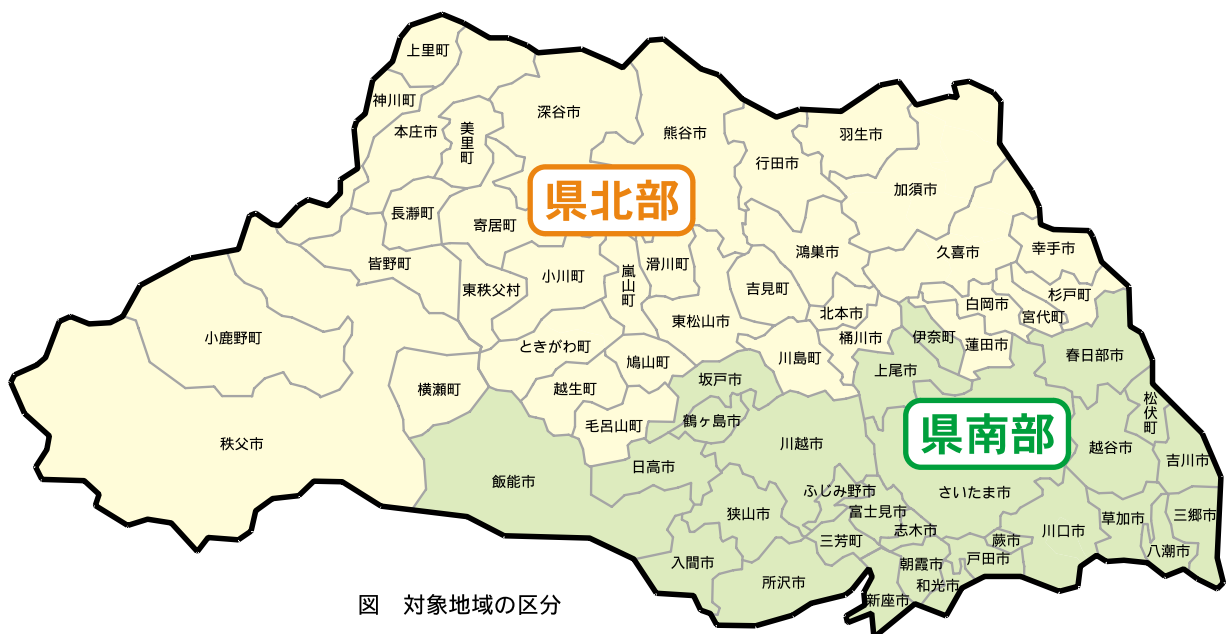 上里町
神川町
本庄市
美里町
深谷市
熊谷市
行田市
羽生市
加須市
県北部
長瀞町
寄居町
皆野町
東秩父村
小川町
嵐山町
滑川町
東松山市
吉見町
鴻巣市
久喜市
幸手市
杉戸町
白岡市
宮代町
北本市
桶川市
伊奈町
蓮田市
春日部市
小鹿野町
ときがわ町
鳩山町
川島町
上尾市
横瀬町
越生町
坂戸市
松伏町
秩父市
毛呂山町
鶴ヶ島市
川越市
県南部
越谷市
吉川市
飯能市
日高市
ふじみ野市
さいたま市
狭山市
富士見市
志木市
川口市
草加市
三郷市
入間市
三芳町
蕨市
戸田市
八潮市
所沢市
朝霞市
和光市
新座市
図　対象地域の区分